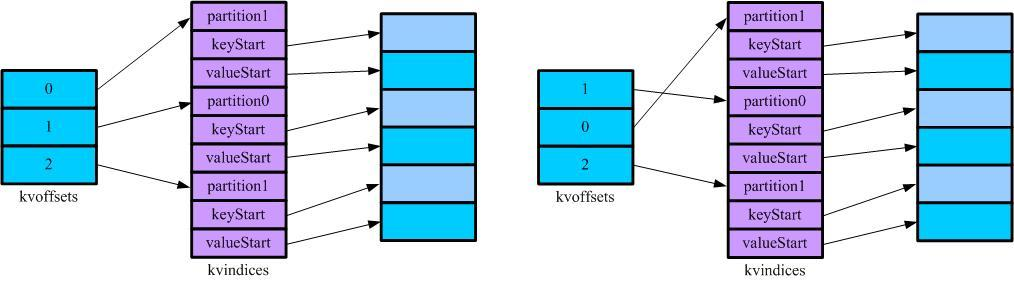 partition1
keyStart
valueStart
partition0
keyStart
valueStart
partition1
keyStart
valueStart
0
1
2
kvoffsets
kvindices
partition1
keyStart
valueStart
partition0
keyStart
valueStart
partition1
keyStart
valueStart
1
0
2
kvoffsets
kvindices